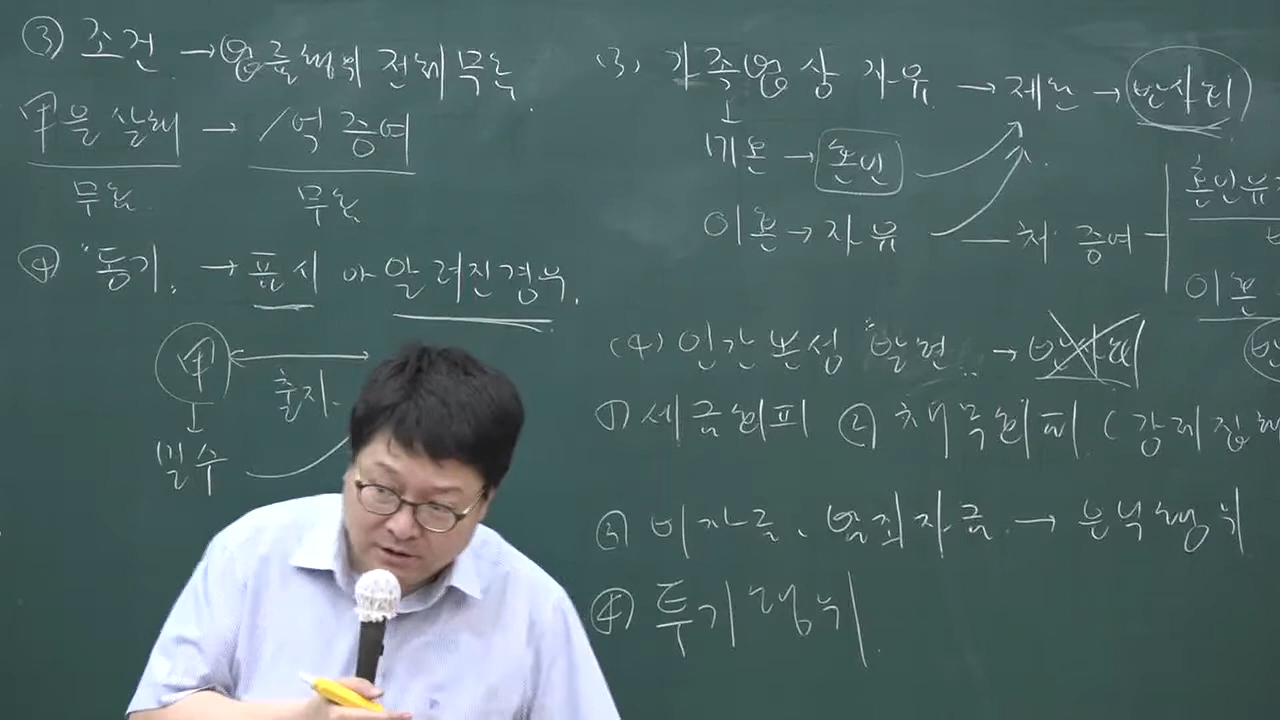 ③ 조건 → 법률행위 전체무효.
甲을 살해 → 1억 증여
무효. 무효
④ "동기" → 표시 or 알려진경우.
甲 ↔
출자.
밀수
(3) 가족법 상 자유 → 제한 → 반사회
미혼 → 혼인
이혼 → 자유 — 처 증여
혼인유
이혼
(4) 인간본성 "발현" → 반사회
① 세금회피 ② 채무회피 (강제집행
③ 비자금, 범죄자금 → 은닉행위
④ 투기행위